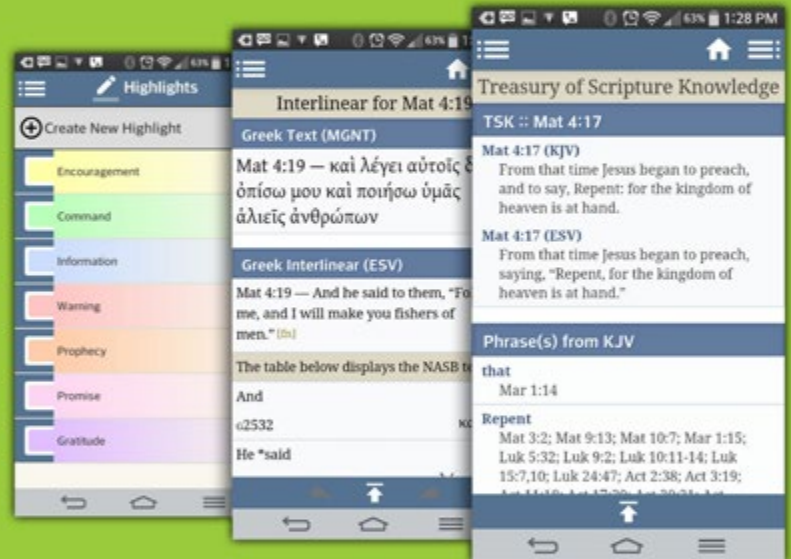 63%
Highlights
Create New Highlight
Encouragement
Command
Information
Warning
Prophecy
Promise
Gratitude
63%
Interlinear for Mat 4:19
Greek Text (MGNT)
Mat 4:19 — καὶ λέγει αὐτοῖς
ὀπίσω μου καὶ ποιήσω ὑμᾶς
ἁλιεῖς ἀνθρώπων
Greek Interlinear (ESV)
Mat 4:19 — And he said to them,
me, and I will make you fishers of
men." [fn]
The table below displays the NASB
And
G2532
He *said
63% 1:28 PM
Treasury of Scripture Knowledge
TSK :: Mat 4:17
Mat 4:17 (KJV)
From that time Jesus began to preach,
and to say, Repent: for the kingdom of
heaven is at hand.
Mat 4:17 (ESV)
From that time Jesus began to preach,
saying, “Repent, for the kingdom of
heaven is at hand.”
Phrase(s) from KJV
that
Mar 1:14
Repent
Mat 3:2; Mat 9:13; Mat 10:7; Mar 1:15;
Luk 5:32; Luk 9:2; Luk 10:11-14; Luk
15:7,10; Luk 24:47; Act 2:38; Act 3:19;